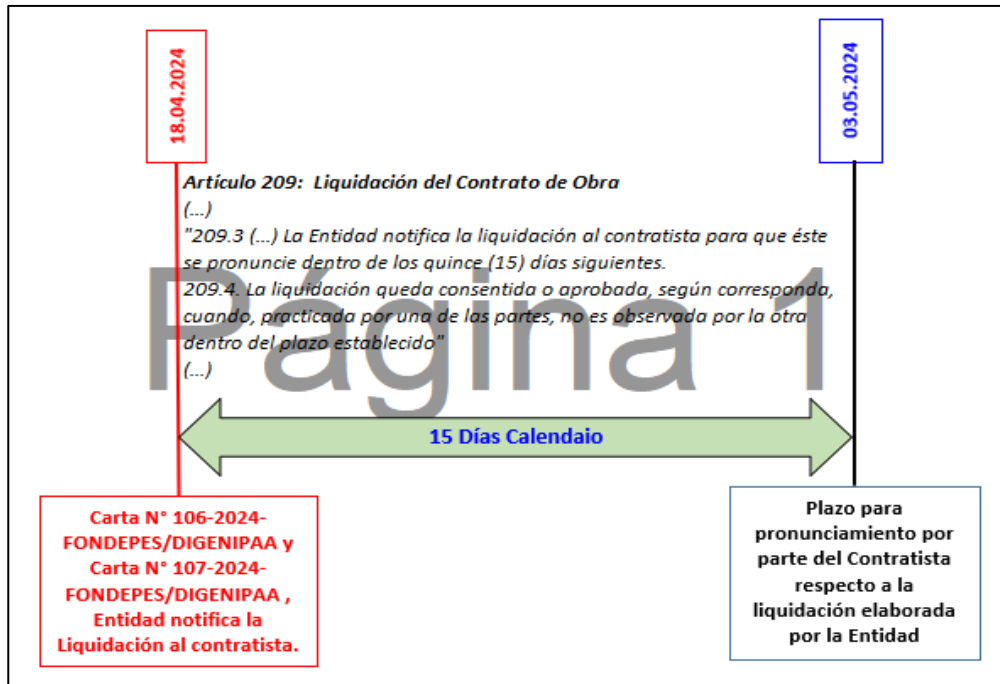 18.04.2024
03.05.2024
Artículo 209:  Liquidación del Contrato de Obra
(...)
"209.3 (...) La Entidad notifica la liquidación al contratista para que éste
se pronuncie dentro de los quince (15) días siguientes.
209.4. La liquidación queda consentida o aprobada, según corresponda,
cuando, practicada por una de las partes, no es observada por la otra
dentro del plazo establecido"
(...)
Página 1
15 Días Calendaio
Carta N° 106-2024-
FONDEPES/DIGENIPAA y
Carta N° 107-2024-
FONDEPES/DIGENIPAA ,
Entidad notifica la
Liquidación al contratista.
Plazo para
pronunciamiento por
parte del Contratista
respecto a la
liquidación elaborada
por la Entidad